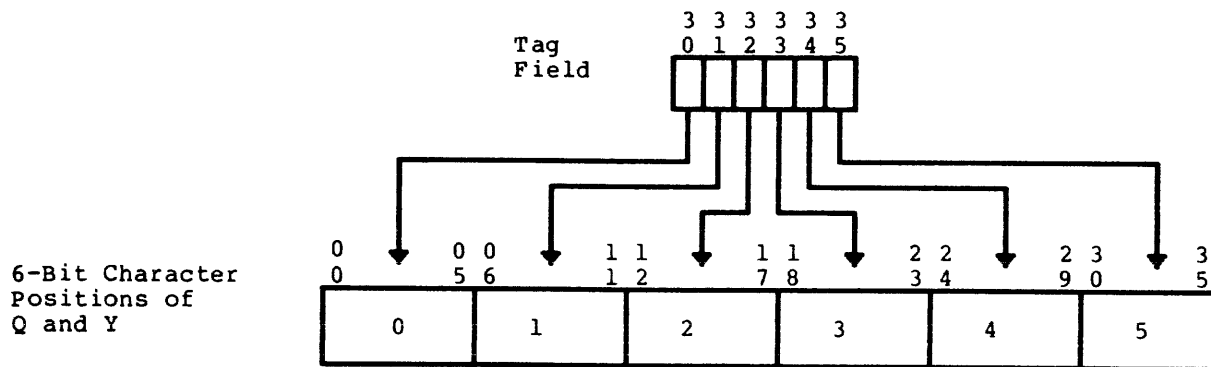 3 3 3 3 3 3
Tag 0 1 2 3 4 5
Field
0 0 0 1 1 1 1 2 2 2 3 3
6-Bit Character 0 5 6 1 2 7 8 3 4 9 0 5
Positions of
Q and Y 0 1 2 3 4 5